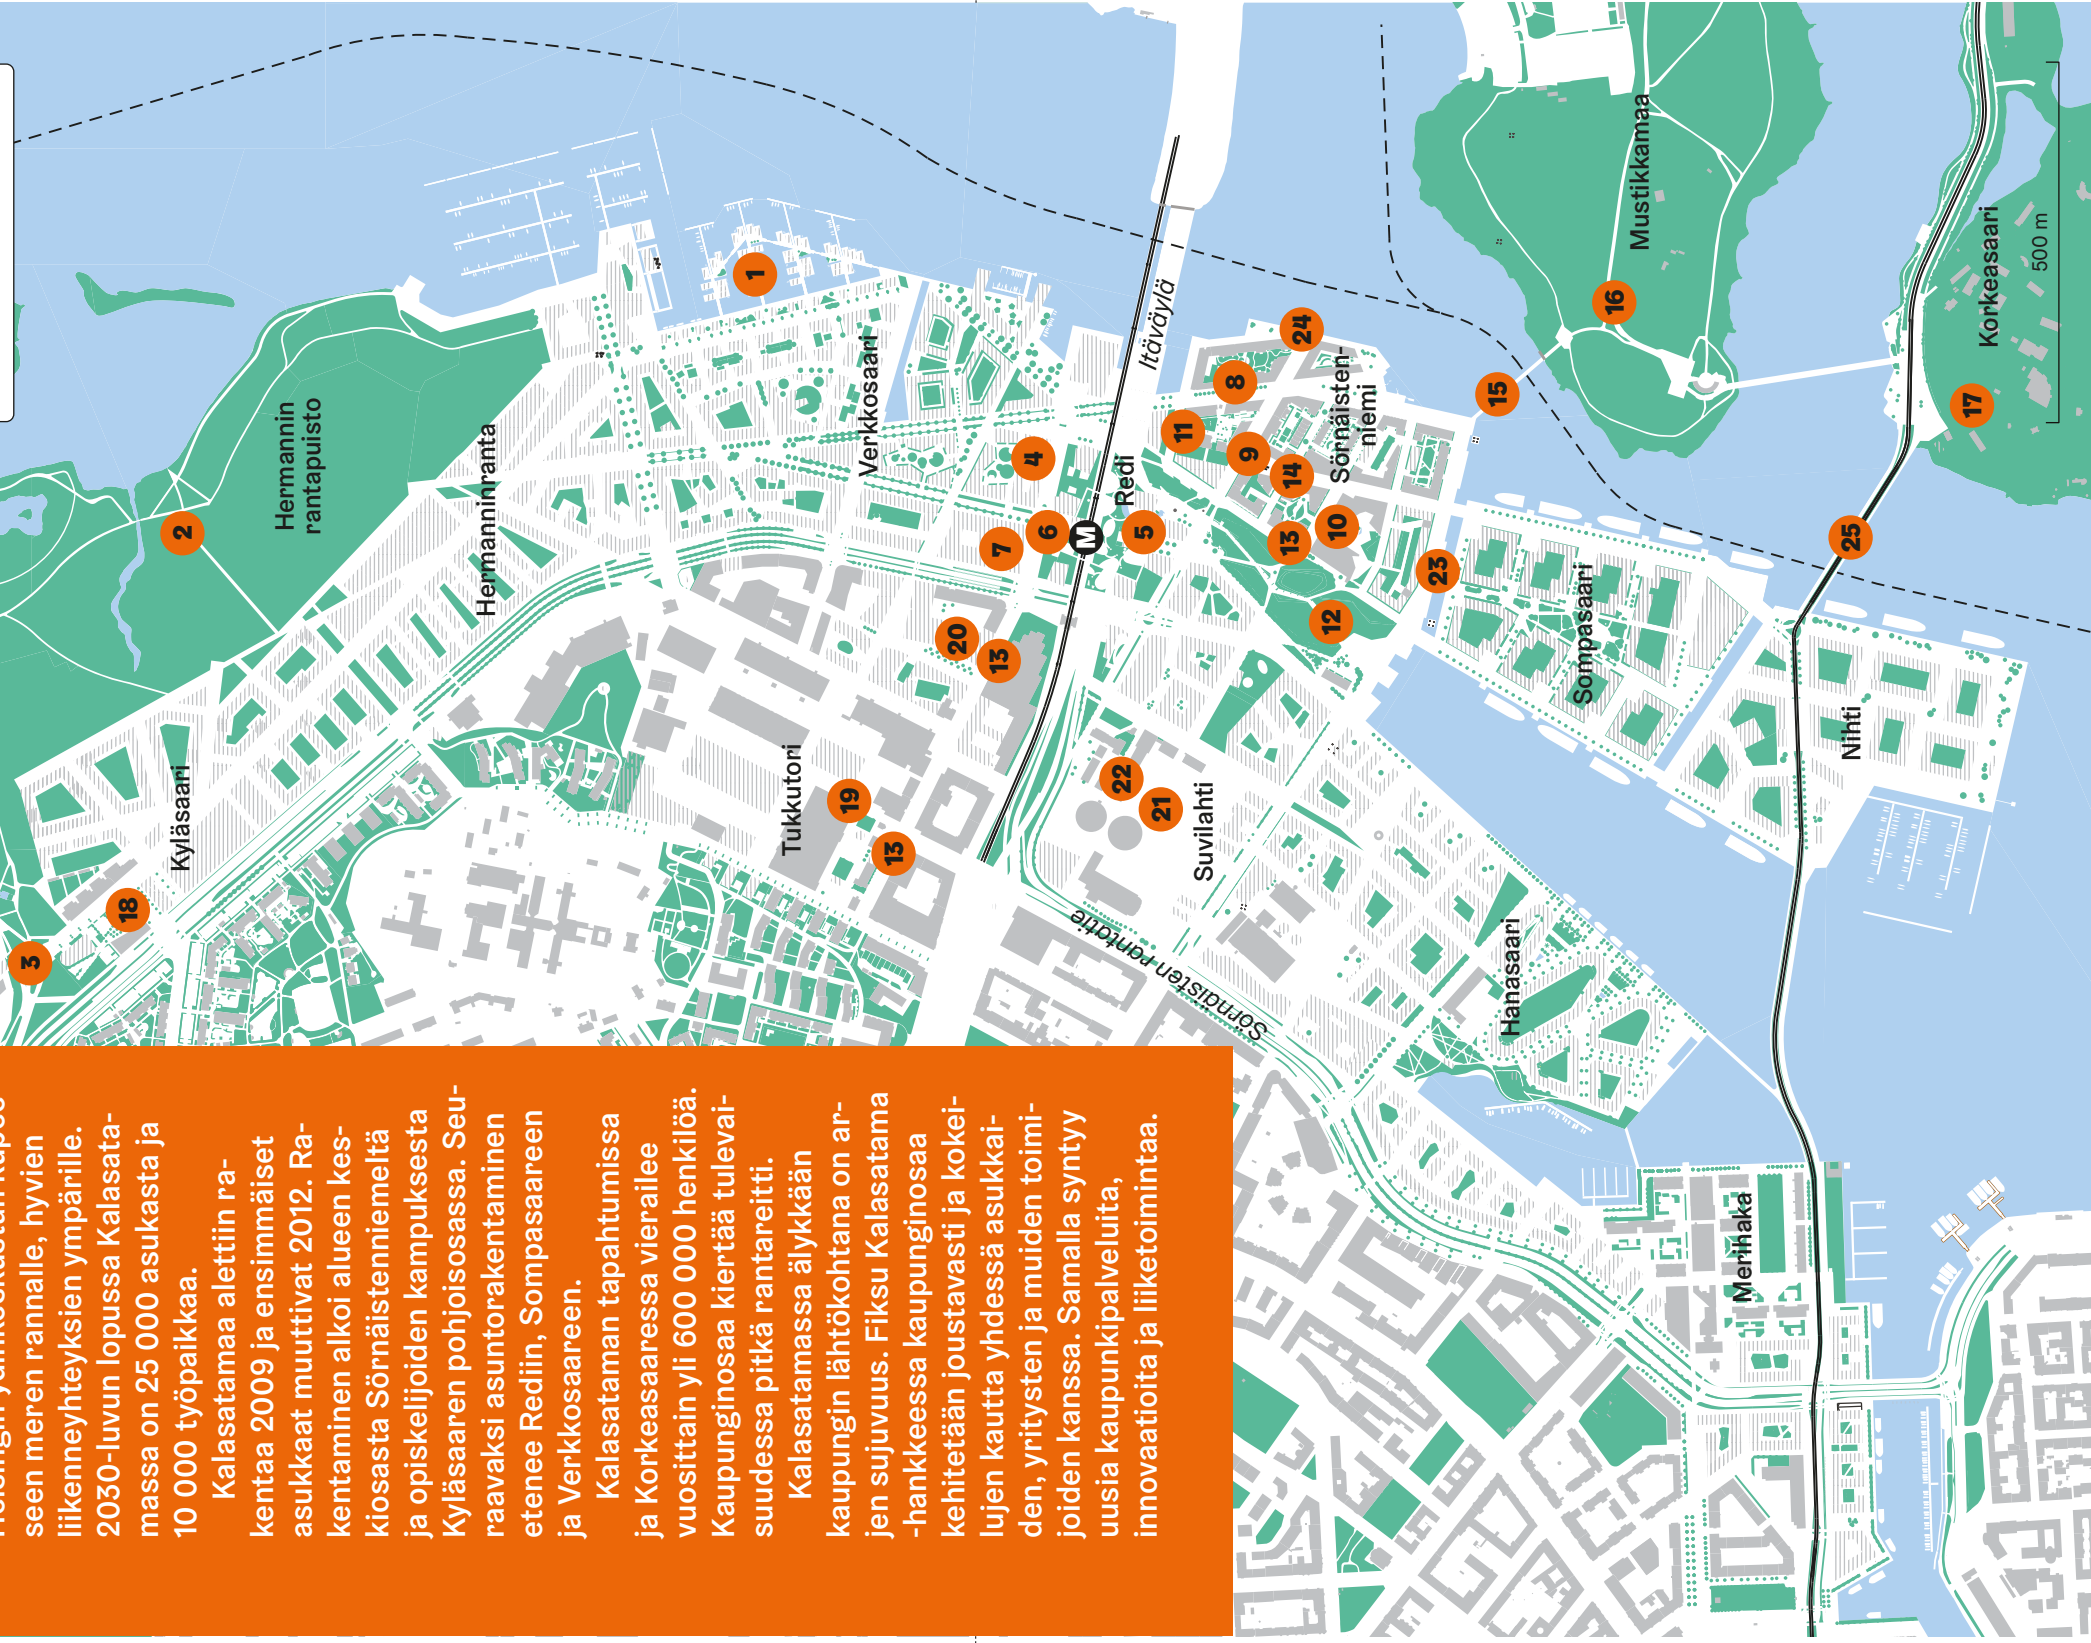 seen meren rannalle, hyvien
liikenneyhteyksien ympärille.
2030-luvun lopussa Kalasata-
massa on 25 000 asukasta ja
10 000 työpaikkaa.
Kalasatamaa alettiin ra-
kentaa 2009 ja ensimmäiset
asukkaat muuttivat 2012. Ra-
kentaminen alkoi alueen kes-
kiosasta Sörnäistenniemeltä
ja opiskelijoiden kampuksesta
Kyläsaaren pohjoisosassa. Seu-
raavaksi asuntorakentaminen
etenee Rediin, Sompasaareen
ja Verkkosaareen.
Kalasataman tapahtumissa
ja Korkeasaaressa vierailee
vuosittain yli 600 000 henkilöä.
Kaupunginosaa kiertää tulevai-
suudessa pitkä rantareitti.
Kalasatamassa älykkään
kaupungin lähtökohtana on ar-
jen sujuvuus. Fiksu Kalasatama
-hankkeessa kaupunginosaa
kehitetään joustavasti ja kokei-
lujen kautta yhdessä asukkai-
den, yritysten ja muiden toimi-
joiden kanssa. Samalla syntyy
uusia kaupunkipalveluita,
innovaatioita ja liiketoimintaa.
3
18
Kyläsaari
2
Hermannin
rantapuisto
Hermanninranta
1
Verkkosaari
Tukkutori
19
13
20
13
7
4
6
M
5
Redi
Itäväylä
22
21
Suvilahti
Sörnäisten rantatie
11
8
24
9
14
13
10
12
Sörnäisten-
niemi
23
15
16
Mustikkamaa
Hanasaari
Sompasaari
Merihaka
Nihti
25
17
Korkeasaari
500 m